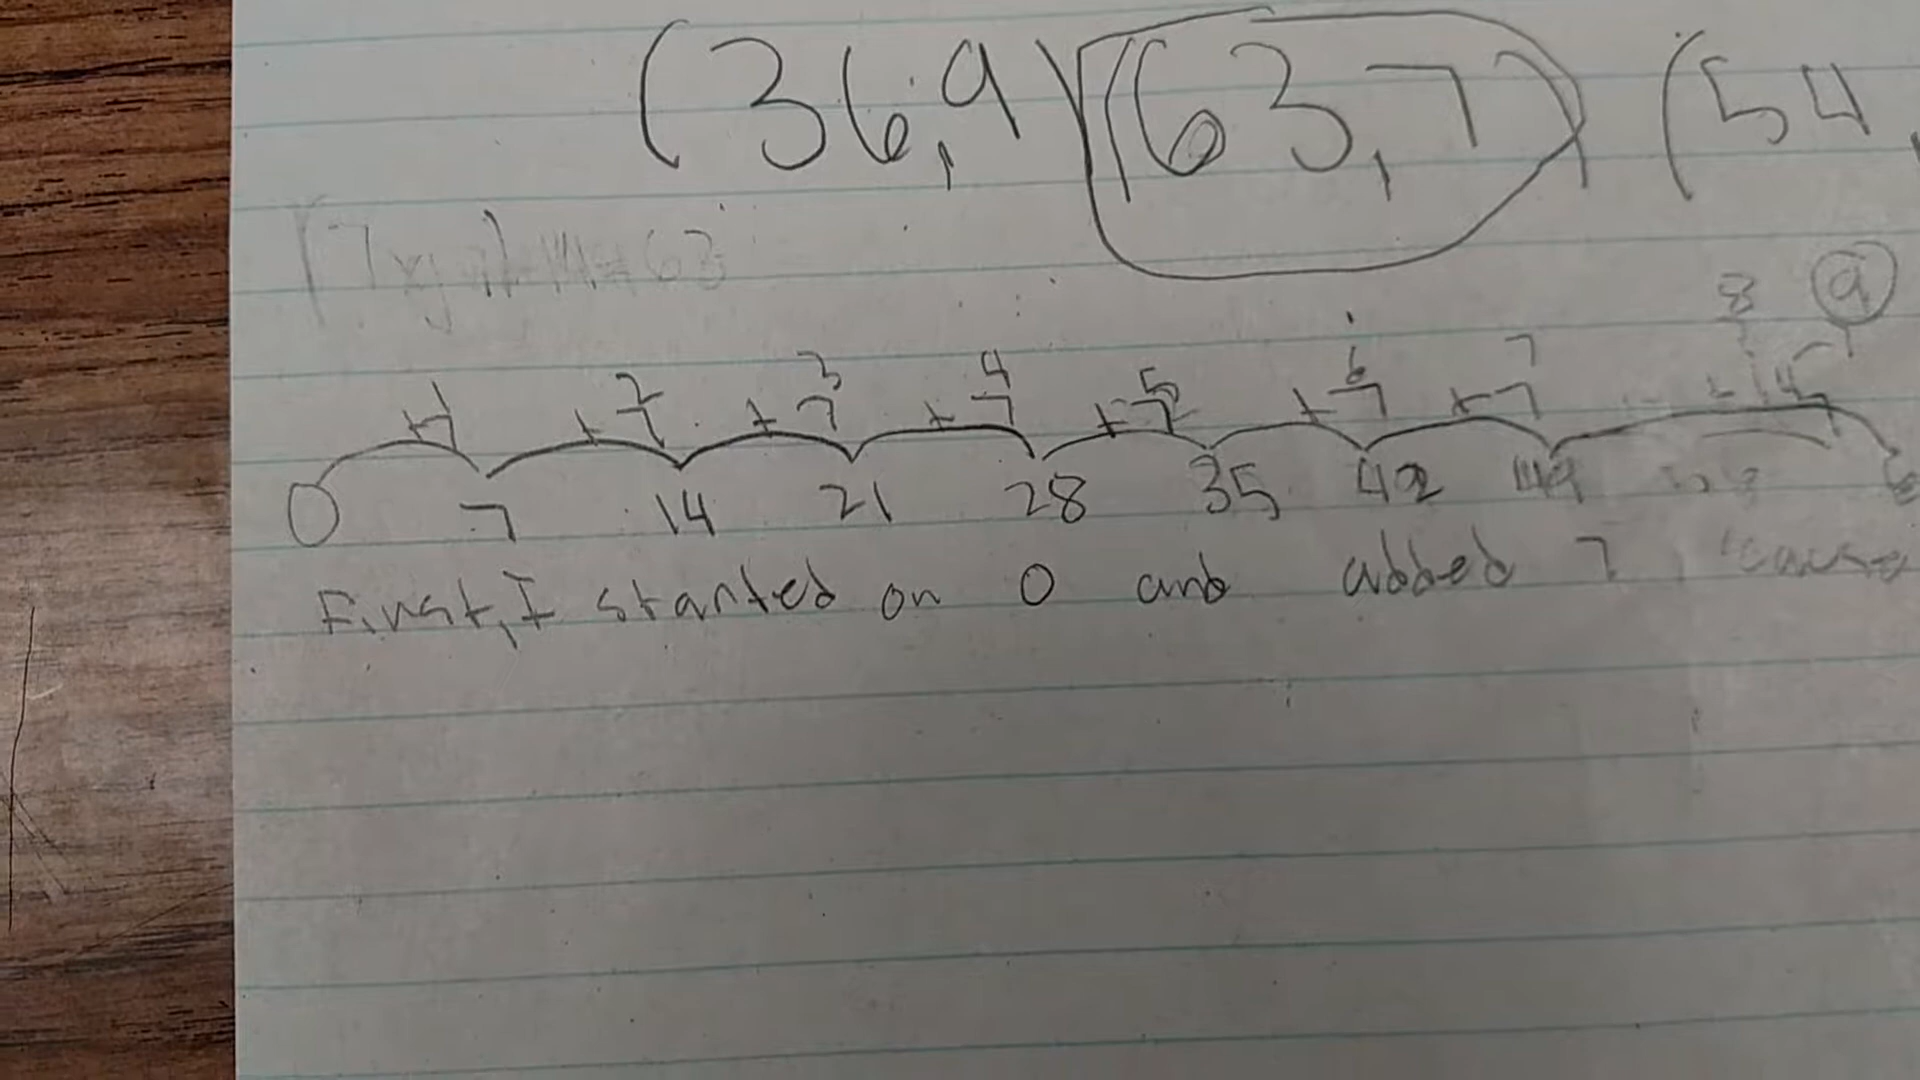 (36,9) (63,7) (54,
63
8 9
1 2 3 4 5 6 7
+7 +7 +7 +7 +7 +7 +14
0 7 14 21 28 35 42 49
First, I started on 0 and added 7